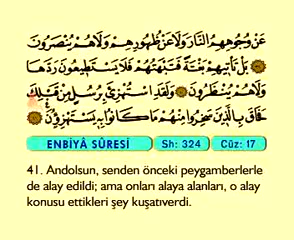 عَنْ وُجُوهِهِمُ النَّارَ وَلَا عَنْ ظُهُورِهِمْ وَلَا هُمْ يُنْصَرُونَ
بَلْ تَأْتِيهِمْ بَغْتَةً فَتَبْهَتُهُمْ فَلَا يَسْتَطِيعُونَ رَدَّهَا
وَلَا هُمْ يُنْظَرُونَ وَلَقَدِ اسْتُهْزِئَ بِرُسُلٍ مِنْ قَبْلِكَ
فَحَاقَ بِالَّذِينَ سَخِرُوا مِنْهُمْ مَا كَانُوا بِهِ يَسْتَهْزِؤُنَ
ENBİYÂ SÛRESİ Sh: 324 Cüz: 17
41. Andolsun, senden önceki peygamberlerle
de alay edildi; ama onları alaya alanları, o alay
konusu ettikleri şey kuşatıverdi.